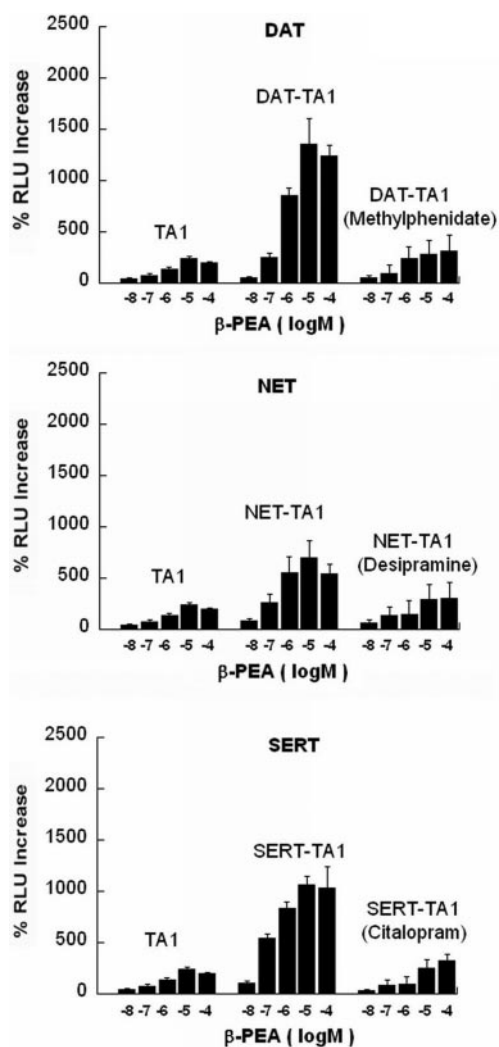 DAT
2500
2000
1500
1000
500
0
% RLU Increase
TA1
DAT-TA1
DAT-TA1
(Methylphenidate)
-8 -7 -6 -5 -4 -8 -7 -6 -5 -4 -8 -7 -6 -5 -4
β-PEA ( logM )
NET
2500
2000
1500
1000
500
0
% RLU Increase
TA1
NET-TA1
NET-TA1
(Desipramine)
-8 -7 -6 -5 -4 -8 -7 -6 -5 -4 -8 -7 -6 -5 -4
β-PEA ( logM )
SERT
2500
2000
1500
1000
500
0
% RLU Increase
TA1
SERT-TA1
SERT-TA1
(Citalopram)
-8 -7 -6 -5 -4 -8 -7 -6 -5 -4 -8 -7 -6 -5 -4
β-PEA (logM )